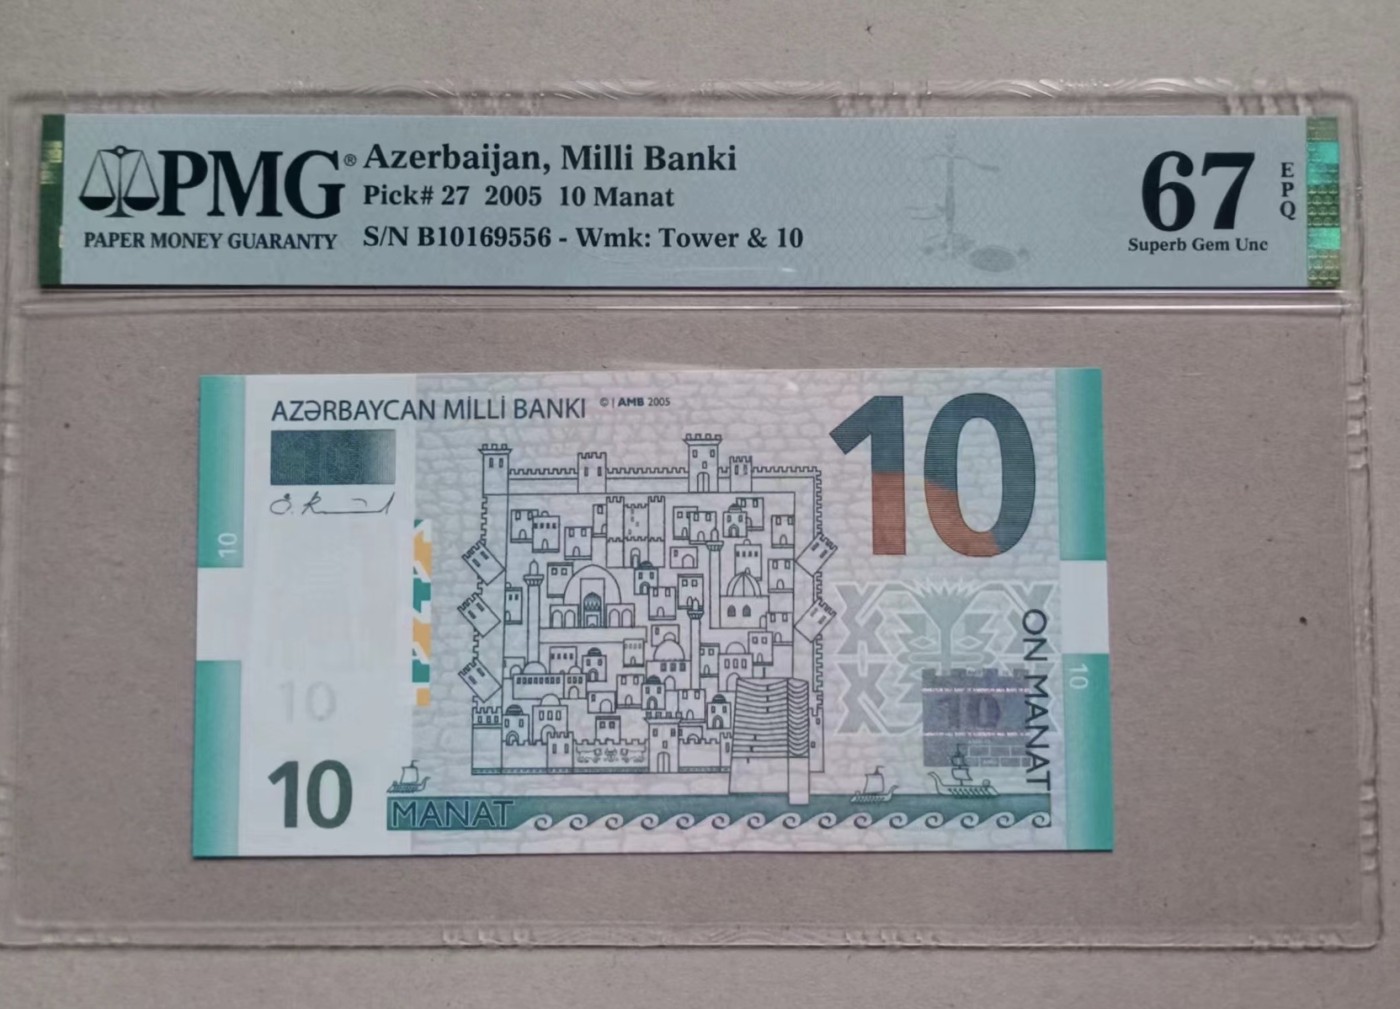 PMG®
PAPER MONEY GUARANTY
Azerbaijan, Milli Banki
Pick# 27 2005 10 Manat
S/N B10169556 - Wmk: Tower & 10
67
EPQ
Superb Gem Unc
AZƏRBAYCAN MİLLİ BANKI
© | AMB 2005
10
10
10
10
10
10
ON MANAT
MANAT